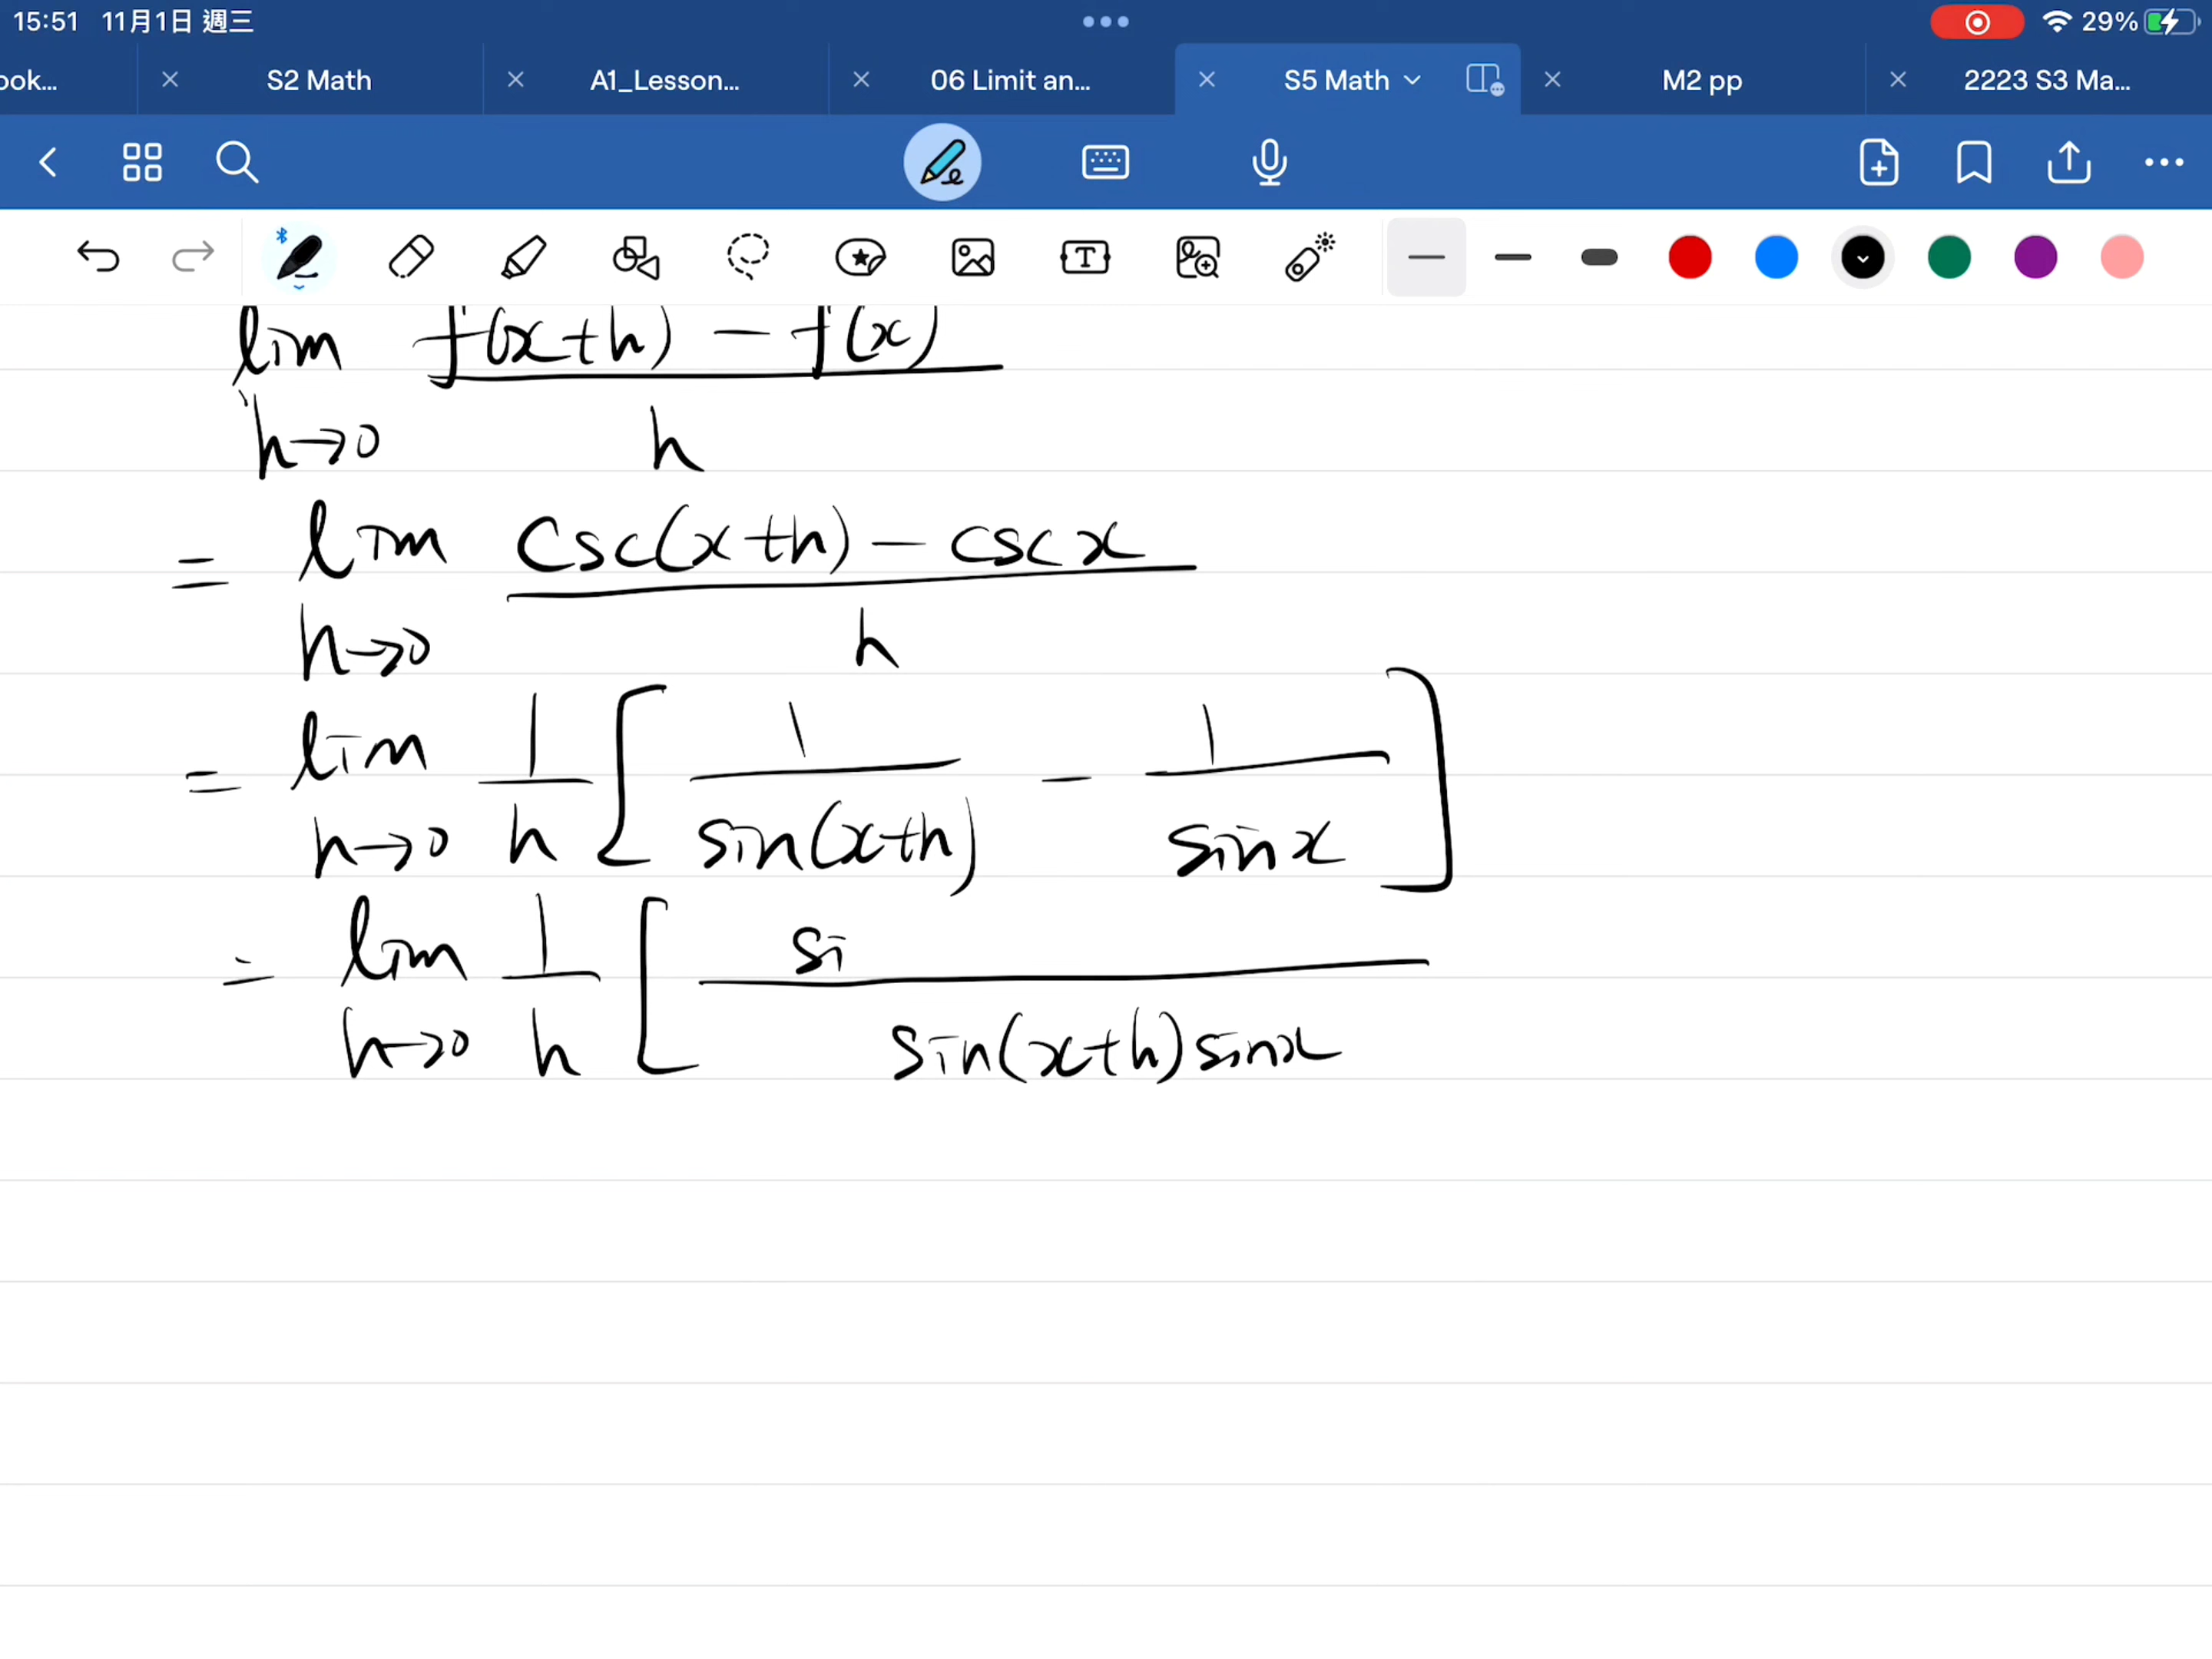 15:51 11月1日 週三 29%
ook... S2 Math A1_Lesson... 06 Limit an... S5 Math M2 pp 2223 S3 Ma...
lim f(x+h) - f(x)
h→0 h
= lim csc(x+h) - csc x
h→0 h
= lim 1 [ 1 - 1 ]
h→0 h sin(x+h) sin x
= lim 1 [ si
h→0 h sin(x+h) sin x